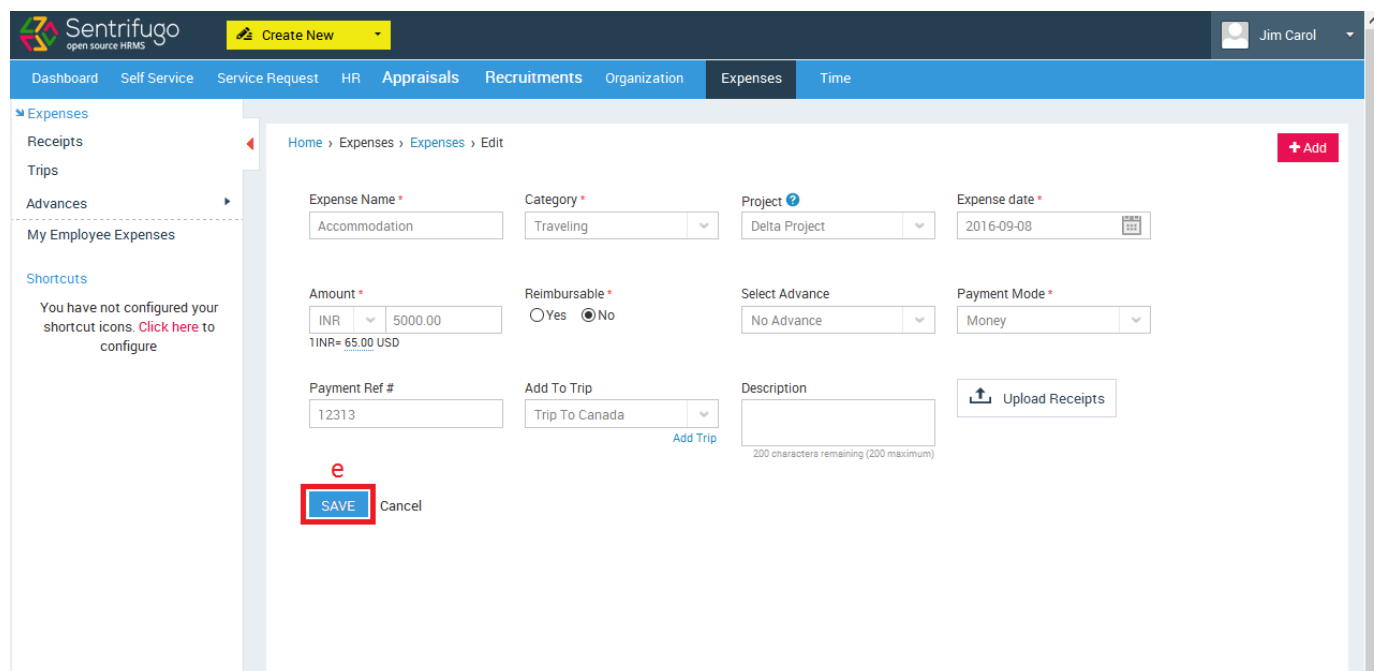 Sentrifugo
open source HRMS
Create New
Jim Carol
Dashboard Self Service Service Request HR Appraisals Recruitments Organization Expenses Time
Expenses
Receipts
Trips
Advances
My Employee Expenses
Shortcuts
You have not configured your
shortcut icons. Click here to
configure
Home › Expenses › Expenses › Edit
+ Add
Expense Name * Category * Project ? Expense date *
Accommodation Traveling Delta Project 2016-09-08
Amount * Reimbursable * Select Advance Payment Mode *
INR 5000.00 Yes No No Advance Money
1INR= 65.00 USD
Payment Ref # Add To Trip Description
12313 Trip To Canada Upload Receipts
Add Trip
200 characters remaining (200 maximum)
e
SAVE Cancel